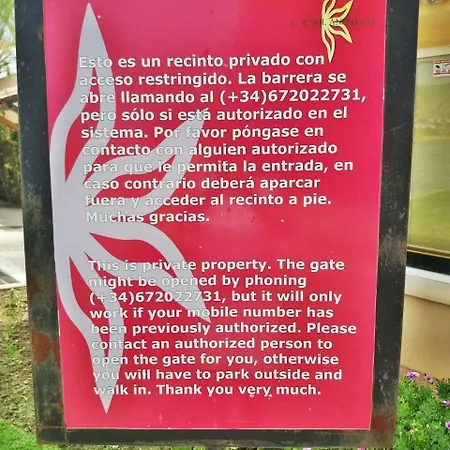 Esto es un recinto privado con
acceso restringido. La barrera se
abre llamando al (+34)672022731,
pero sólo si está autorizado en el
sistema. Por favor póngase en
contacto con alguien autorizado
para que le permita la entrada, en
caso contrario deberá aparcar
fuera y acceder al recinto a pie.
Muchas gracias.
This is private property. The gate
might be opened by phoning
(+34)672022731, but it will only
work if your mobile number has
been previously authorized. Please
contact an authorized person to
open the gate for you, otherwise
you will have to park outside and
walk in. Thank you very much.